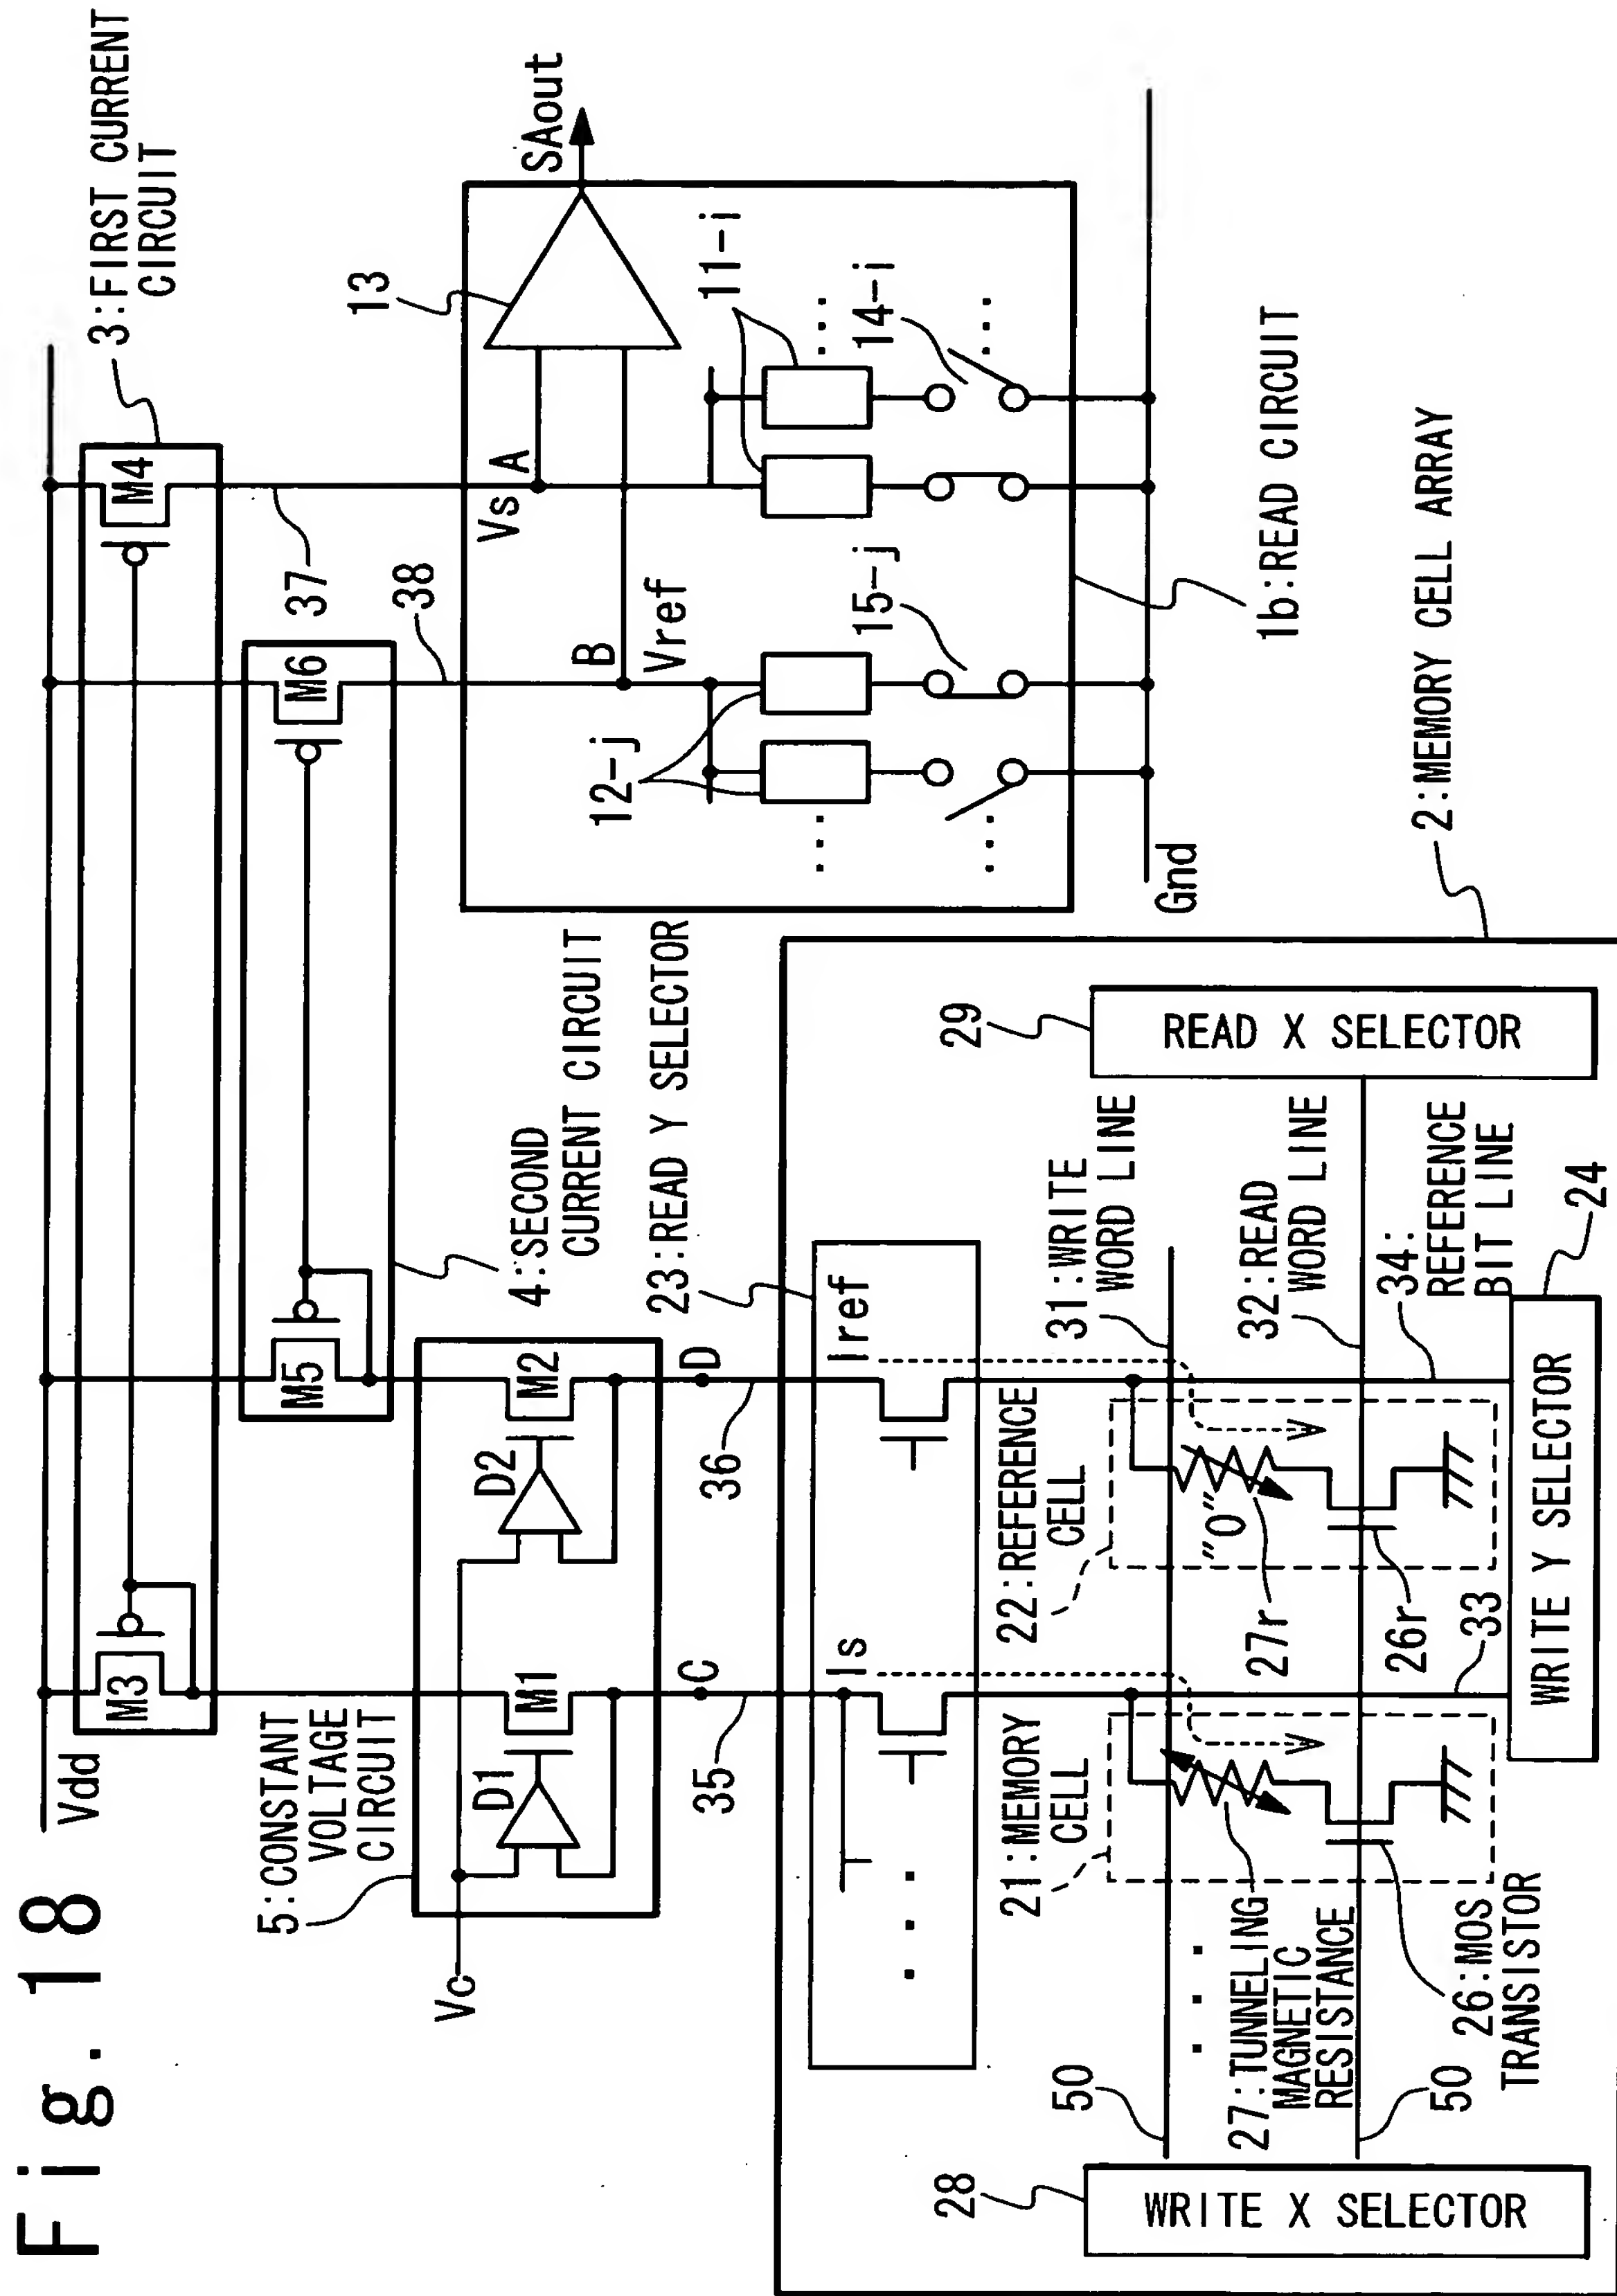 Fig. 18
Vdd
3:FIRST CURRENT
CIRCUIT
M3
M4
M5
M6
37
38
4:SECOND
CURRENT CIRCUIT
5:CONSTANT
VOLTAGE
CIRCUIT
Vc
D1
M1
D2
M2
C
D
35
36
13
SAout
Vs
A
B
Vref
11-i
12-j
14-i
15-j
...
...
...
...
1b:READ CIRCUIT
Gnd
2:MEMORY CELL ARRAY
23:READ Y SELECTOR
Is
Iref
...
21:MEMORY
CELL
22:REFERENCE
CELL
31:WRITE
WORD LINE
32:READ
WORD LINE
34:
REFERENCE
BIT LINE
29
READ X SELECTOR
"0"
27r
26r
33
24
WRITE Y SELECTOR
50
...
27:TUNNELING
MAGNETIC
RESISTANCE
26:MOS
TRANSISTOR
50
28
WRITE X SELECTOR